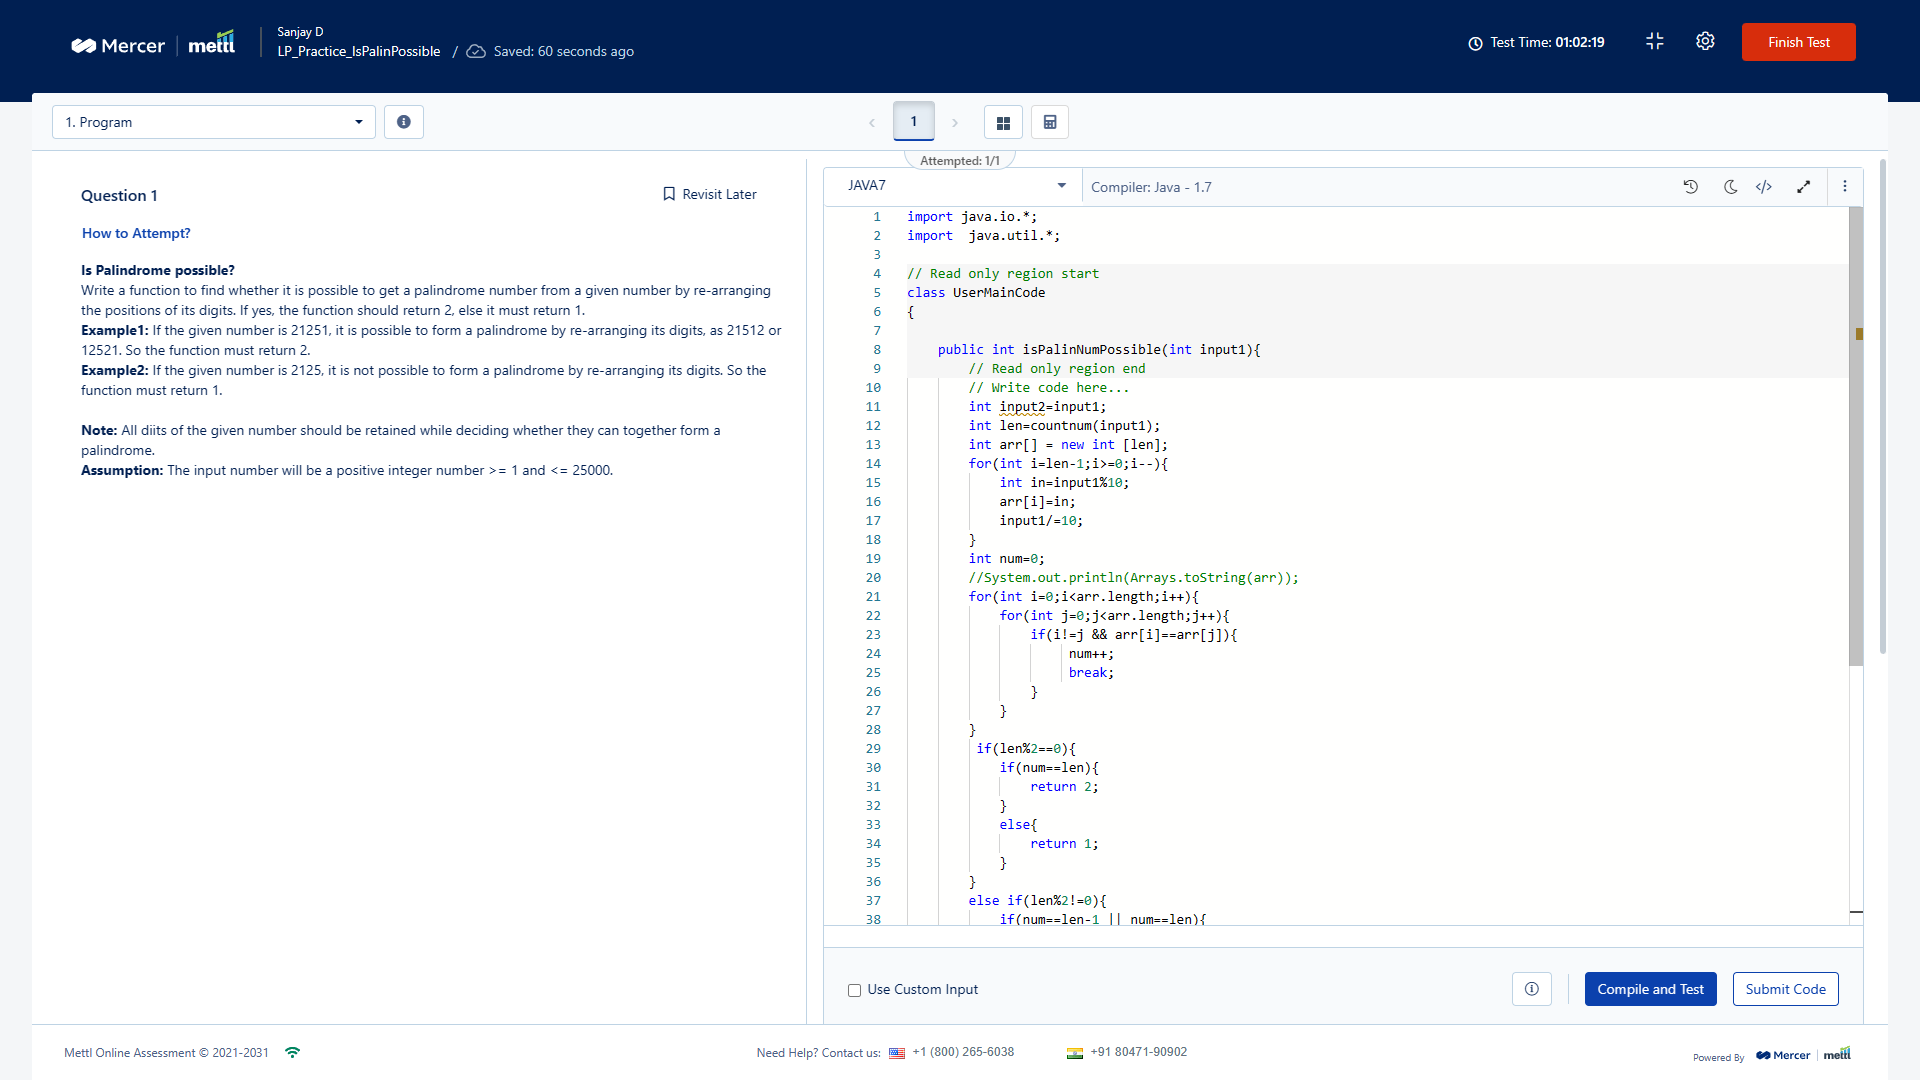 Mercer | mettl
Sanjay D
LP_Practice_IsPalinPossible / Saved: 60 seconds ago
Test Time: 01:02:19
Finish Test
1. Program
1
Attempted: 1/1
Question 1
Revisit Later
How to Attempt?
Is Palindrome possible?
Write a function to find whether it is possible to get a palindrome number from a given number by re-arranging
the positions of its digits. If yes, the function should return 2, else it must return 1.
Example1: If the given number is 21251, it is possible to form a palindrome by re-arranging its digits, as 21512 or
12521. So the function must return 2.
Example2: If the given number is 2125, it is not possible to form a palindrome by re-arranging its digits. So the
function must return 1.
Note: All diits of the given number should be retained while deciding whether they can together form a
palindrome.
Assumption: The input number will be a positive integer number >= 1 and <= 25000.
JAVA7
Compiler: Java - 1.7
1 import java.io.*;
2 import  java.util.*;
3
4 // Read only region start
5 class UserMainCode
6 {
7
8     public int isPalinNumPossible(int input1){
9         // Read only region end
10         // Write code here...
11         int input2=input1;
12         int len=countnum(input1);
13         int arr[] = new int [len];
14         for(int i=len-1;i>=0;i--){
15             int in=input1%10;
16             arr[i]=in;
17             input1/=10;
18         }
19         int num=0;
20         //System.out.println(Arrays.toString(arr));
21         for(int i=0;i<arr.length;i++){
22             for(int j=0;j<arr.length;j++){
23                 if(i!=j && arr[i]==arr[j]){
24                      num++;
25                      break;
26                 }
27             }
28         }
29          if(len%2==0){
30             if(num==len){
31                 return 2;
32             }
33             else{
34                 return 1;
35             }
36         }
37         else if(len%2!=0){
38             if(num==len-1 || num==len){
Use Custom Input
Compile and Test
Submit Code
Mettl Online Assessment © 2021-2031
Need Help? Contact us: +1 (800) 265-6038
+91 80471-90902
Powered By Mercer | mettl